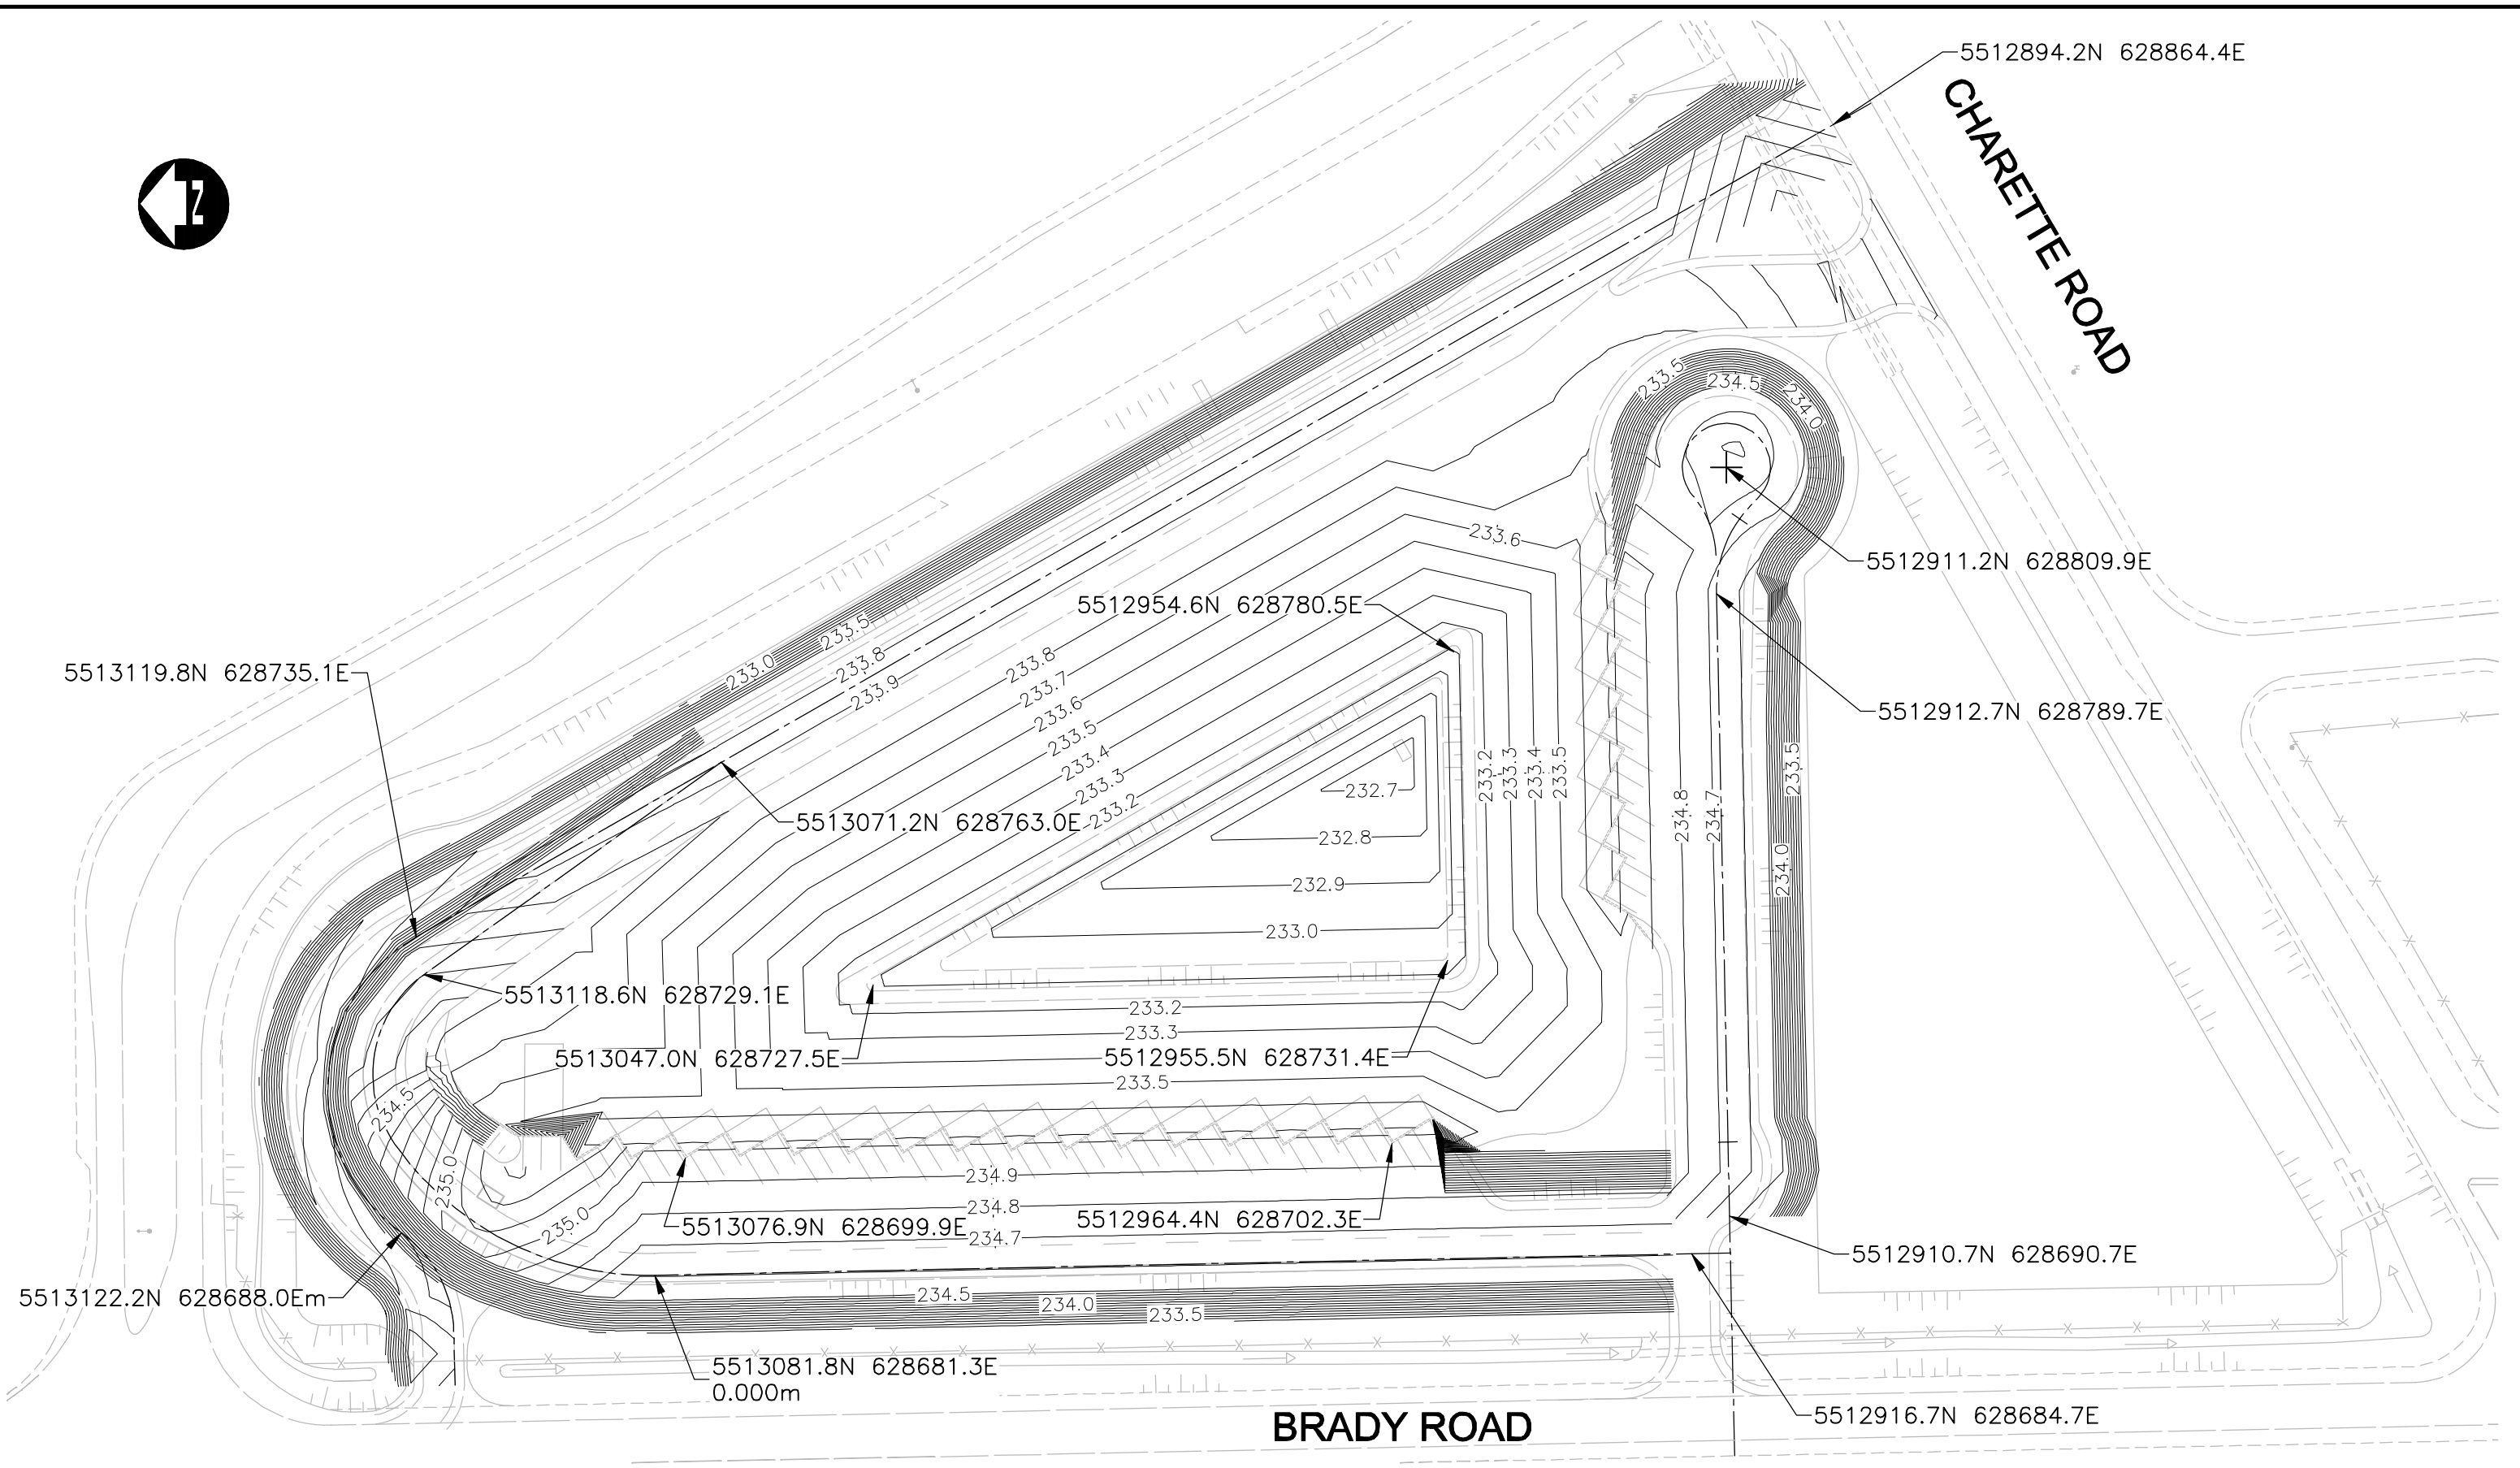 5512894.2N 628864.4E
CHARETTE ROAD
N
233.5
234.5
234.0
233.6
5512911.2N 628809.9E
5512954.6N 628780.5E
233.5
233.0
233.8
233.9
233.8
233.7
233.6
233.5
233.4
233.3
233.2
5513119.8N 628735.1E
5512912.7N 628789.7E
233.2
233.3
233.4
233.5
234.8
234.7
233.5
234.0
232.7
232.8
232.9
233.0
5513071.2N 628763.0E
5513118.6N 628729.1E
233.2
233.3
5513047.0N 628727.5E
5512955.5N 628731.4E
233.5
234.5
235.0
235.0
234.9
234.8
234.7
5513076.9N 628699.9E
5512964.4N 628702.3E
5512910.7N 628690.7E
5513122.2N 628688.0Em
234.5
234.0
233.5
5513081.8N 628681.3E
0.000m
BRADY ROAD
5512916.7N 628684.7E